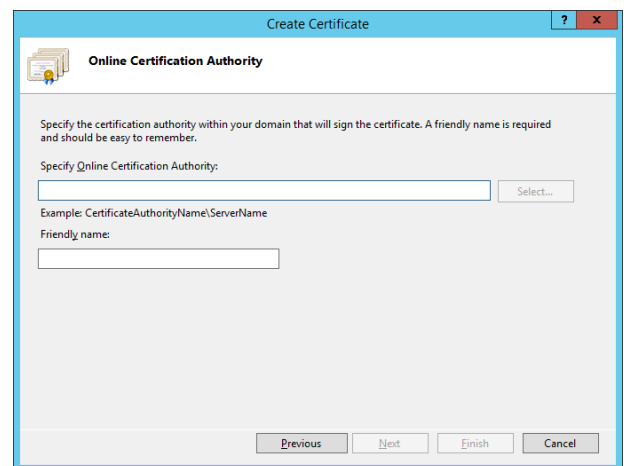 Create Certificate
? x
Online Certification Authority
Specify the certification authority within your domain that will sign the certificate. A friendly name is required
and should be easy to remember.
Specify Online Certification Authority:
Select...
Example: CertificateAuthorityName\ServerName
Friendly name:
Previous Next Finish Cancel